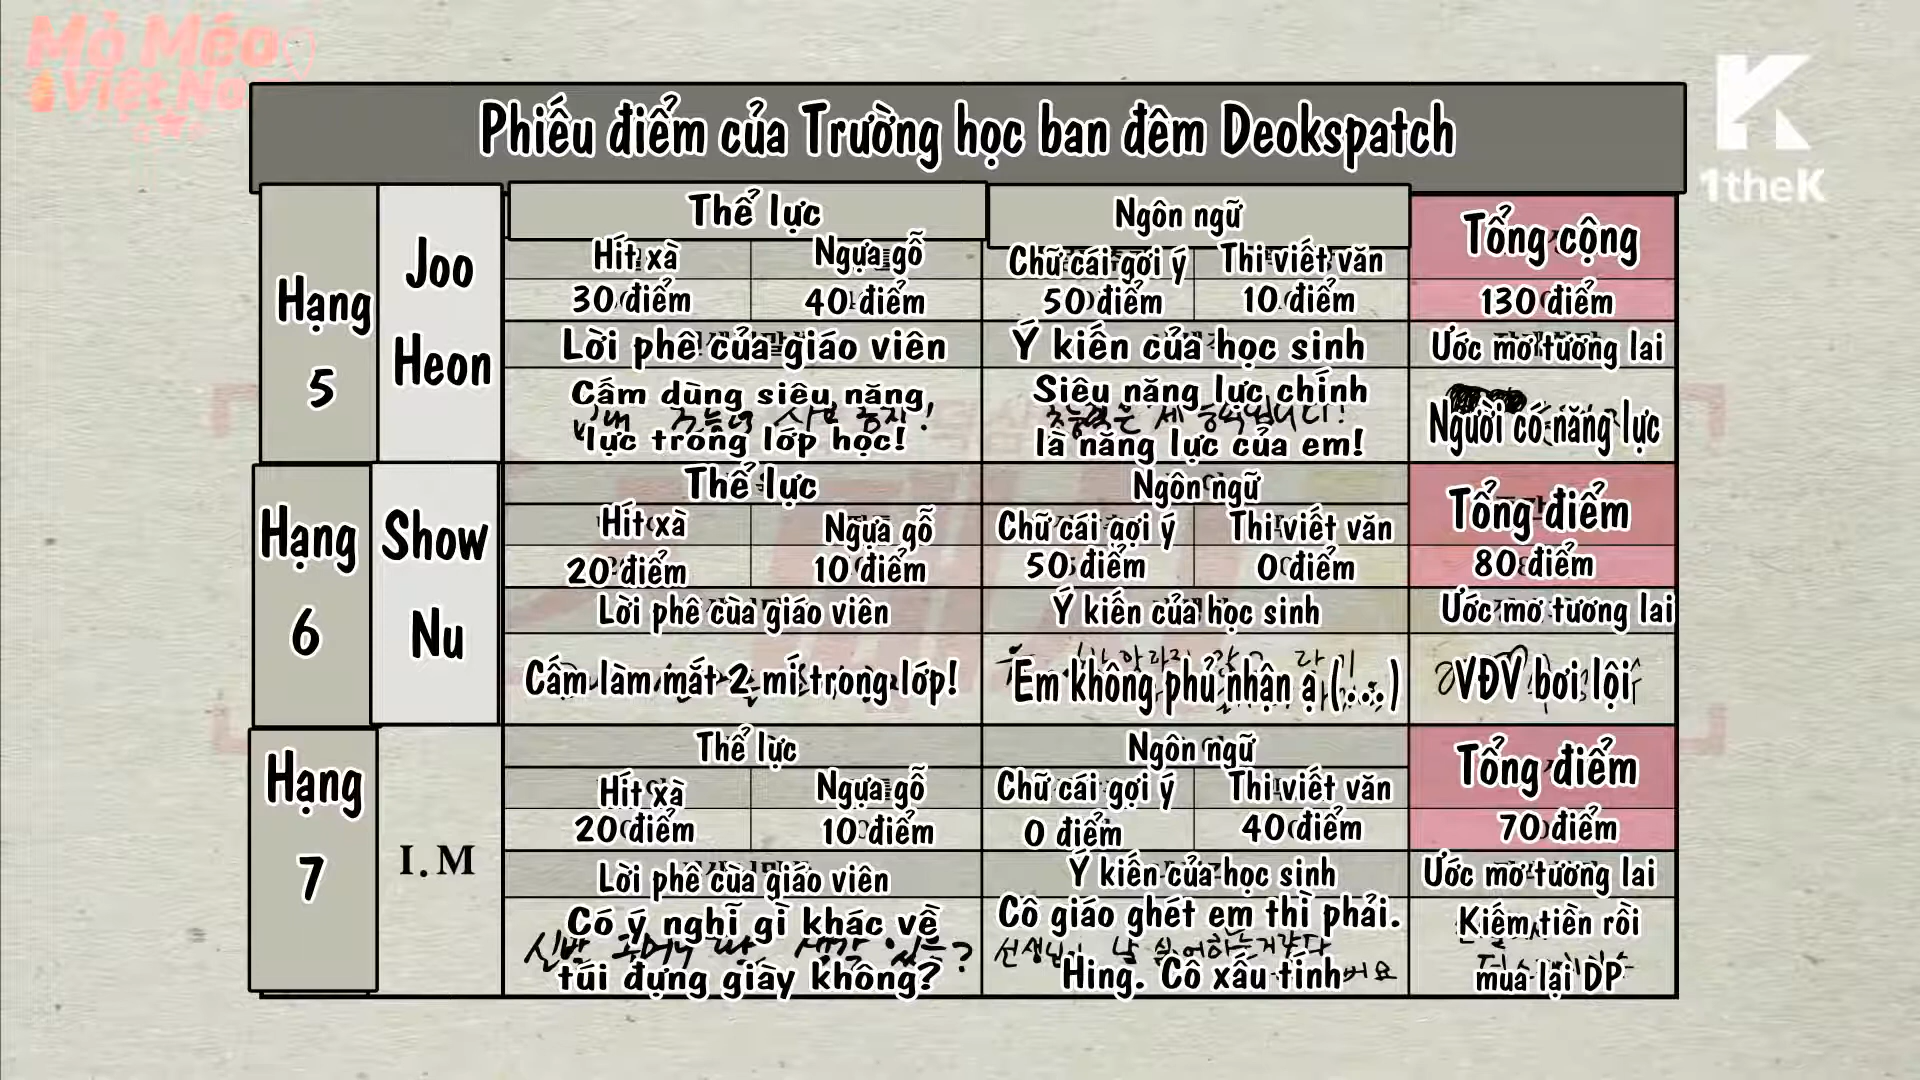 Mỏ Méo
Việt Na
1theK
Phiếu điểm của Trường học ban đêm Deokspatch
Hạng
5
Joo
Heon
Thể lực
Ngôn ngữ
Tổng cộng
Hít xà
Ngựa gỗ
Chữ cái gợi ý
Thi viết văn
30 điểm
40 điểm
50 điểm
10 điểm
130 điểm
Lời phê của giáo viên
Ý kiến của học sinh
Ước mơ tương lai
Cấm dùng siêu năng
lực trong lớp học!
Siêu năng lực chính
là năng lực của em!
Người có năng lực
Hạng
6
Show
Nu
Thể lực
Ngôn ngữ
Tổng điểm
Hít xà
Ngựa gỗ
Chữ cái gợi ý
Thi viết văn
20 điểm
10 điểm
50 điểm
0 điểm
80 điểm
Lời phê cùa giáo viên
Ý kiến của học sinh
Ước mơ tương lai
Cấm làm mắt 2 mí trong lớp!
Em không phủ nhận ạ (...)
VĐV bơi lội
Hạng
7
I.M
Thể lực
Ngôn ngữ
Tổng điểm
Hít xà
Ngựa gỗ
Chữ cái gợi ý
Thi viết văn
20 điểm
10 điểm
0 điểm
40 điểm
70 điểm
Lời phê cùa giáo viên
Ý kiến của học sinh
Ước mơ tương lai
Có ý nghĩ gì khác về
túi đựng giày không?
Cô giáo ghét em thì phải.
Hing. Cô xấu tính
Kiếm tiền rồi
mua lại DP